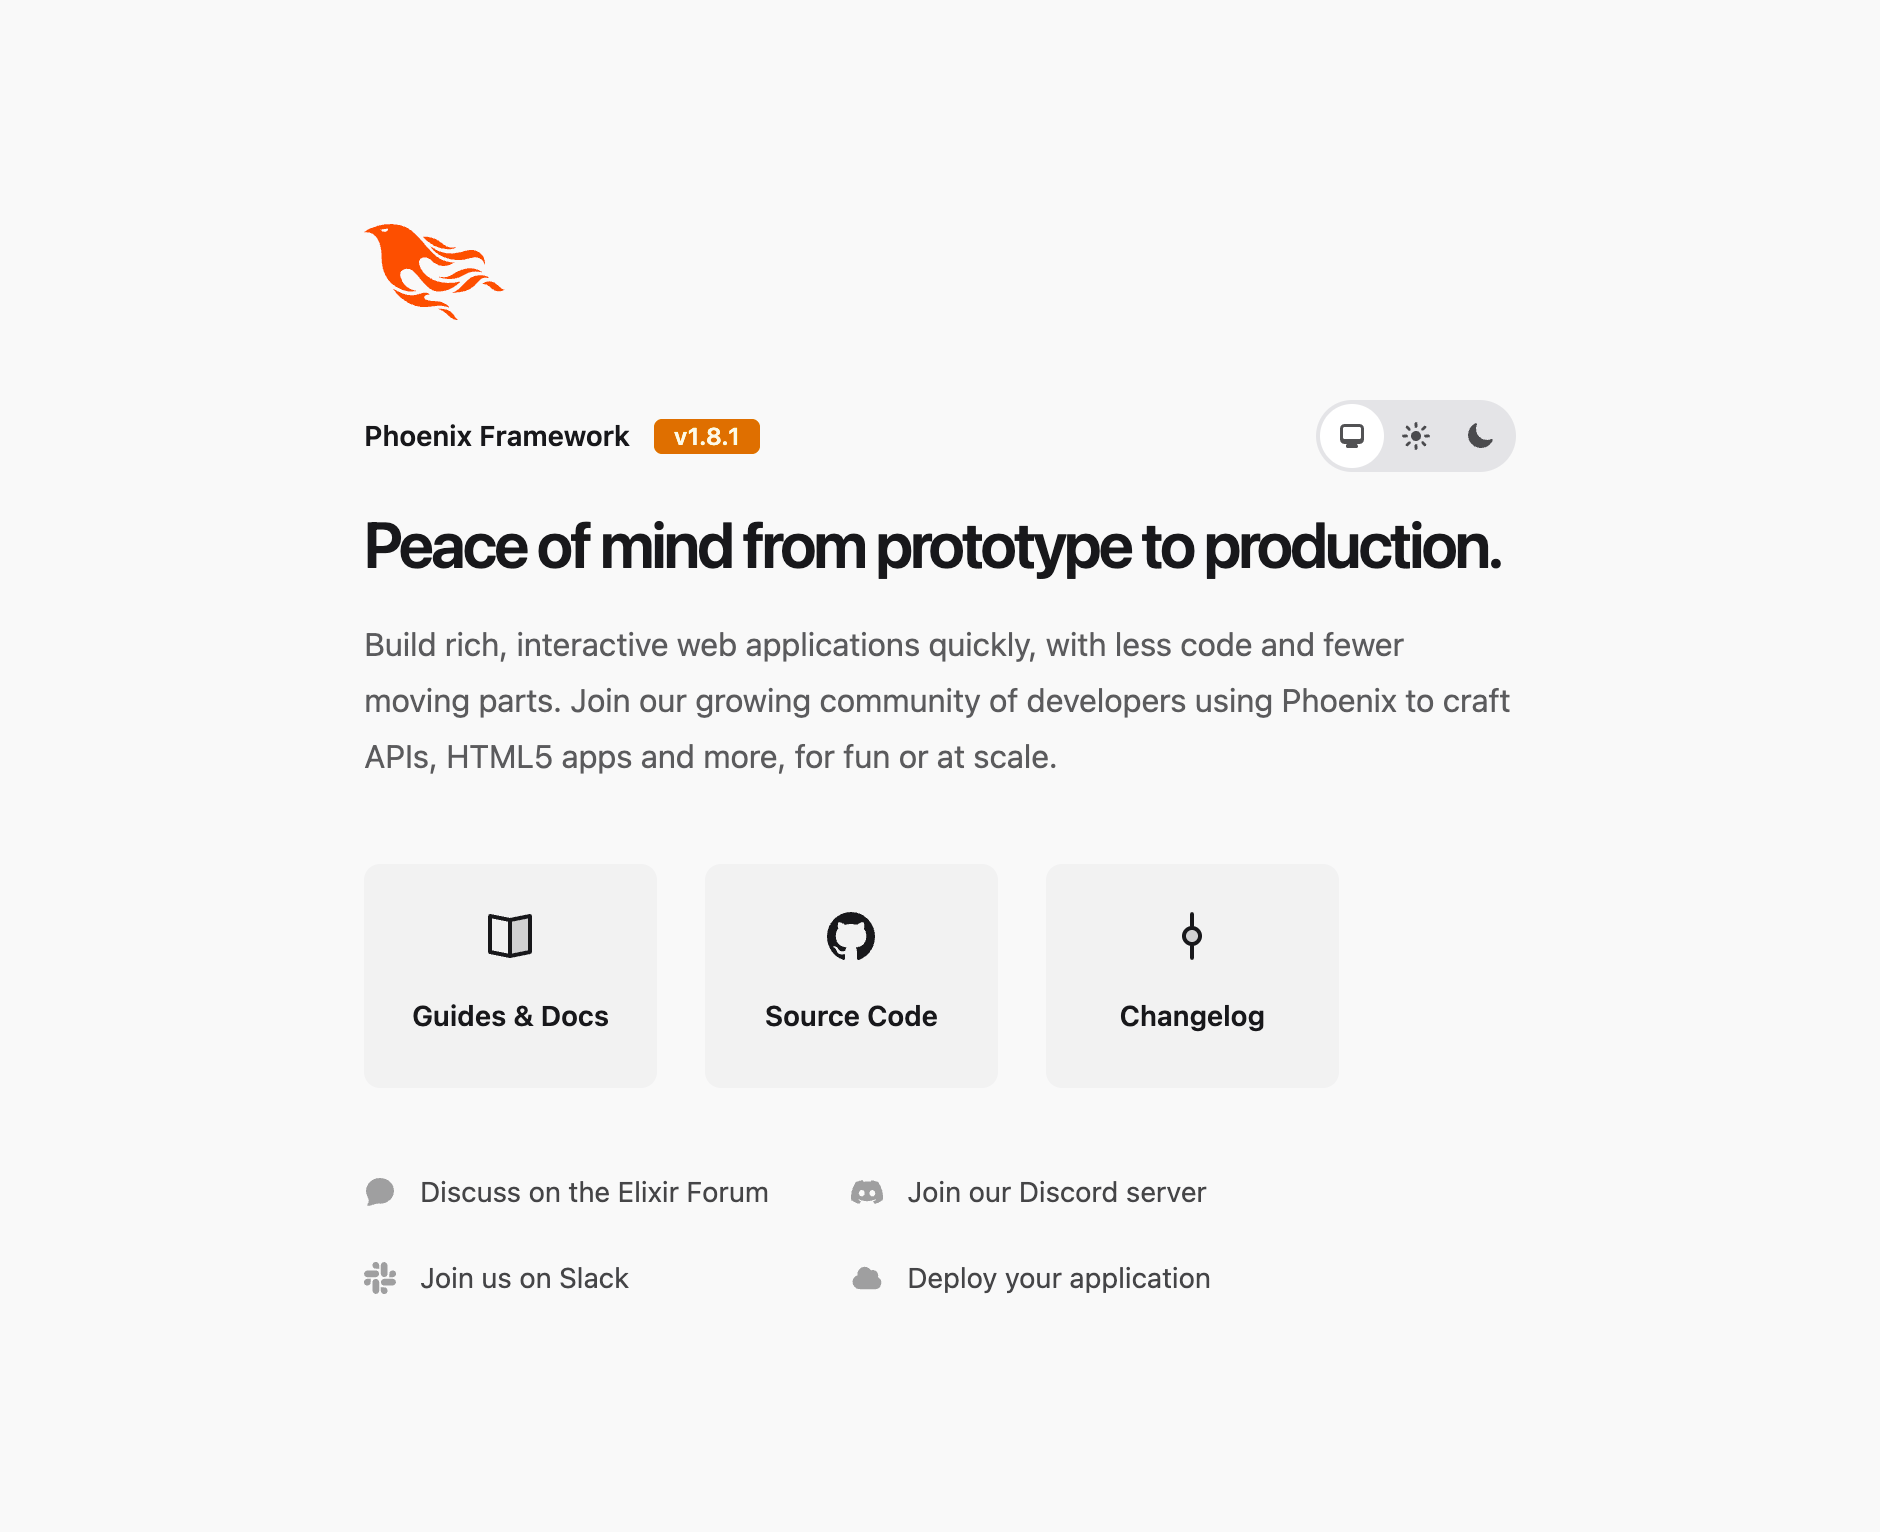 Phoenix Framework v1.8.1
Peace of mind from prototype to production.
Build rich, interactive web applications quickly, with less code and fewer
moving parts. Join our growing community of developers using Phoenix to craft
APIs, HTML5 apps and more, for fun or at scale.
Guides & Docs
Source Code
Changelog
Discuss on the Elixir Forum
Join our Discord server
Join us on Slack
Deploy your application